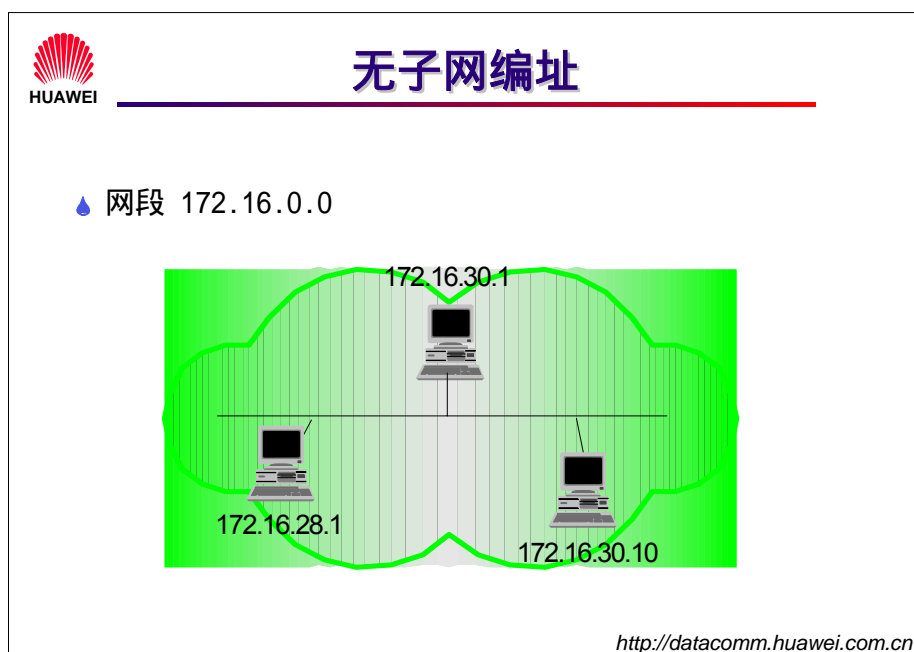 无子网编址
HUAWEI
网段 172.16.0.0
172.16.30.1
172.16.28.1
172.16.30.10
http://datacomm.huawei.com.cn